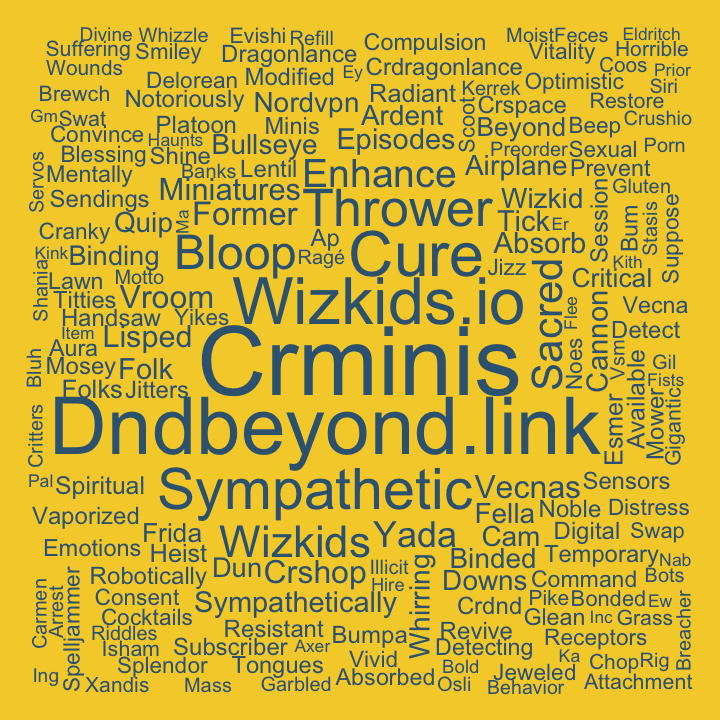 Divine Whizzle Evishi Refill Compulsion MoistFeces Eldritch
Suffering Smiley Dragonlance Vitality Horrible
Wounds Delorean Modified Ey Crdragonlance Coos Prior
Brewch Notoriously Nordvpn Radiant Kerrek Optimistic Siri
Gm Swat Platoon Minis Ardent Scoot Crspace Restore
Convince Haunts Bullseye Episodes Beyond Beep Crushio
Blessing Shine Preorder Sexual Porn
Servos Mentally Banks Lentil Enhance Airplane Prevent
Sendings Miniatures Thrower Wizkid Session Gluten
Cranky Quip Ma Former Tick Er Bum Stasis Suppose
Kink Binding Bloop Ap Ragé Cure Absorb Kith
Shania Lawn Motto Jizz Sacred Critical
Titties Vroom Wizkids.io Flee Cannon Vecna
Handsaw Yikes Detect
Item Lisped Noes Vsm
Bluh Aura Crminis Available Gil
Mosey Folk Fists
Folks Jitters Mower Gigantic
Critters Dndbeyond.link Esmer
Pal Spiritual Sympathetic Vecnas Sensors
Vaporized Fella Noble Distress
Frida Wizkids Yada Cam Digital Swap
Emotions Heist Binded Temporary Nab
Robotically Dun Crshop Illicit Whirring Downs Command Bots
Carmen Arrest Spelljammer Consent Hire Pike Bonded Ew
Cocktails Sympathetically Crdnd Glean Inc Grass Breacher
Riddles Resistant Bumpa Revive Receptors
Isham Subscriber Axer Detecting Ka
Splendor Tongues Vivid Bold Jeweled Chop Rig
Ing Xandis Mass Garbled Absorbed Osli Behavior Attachment